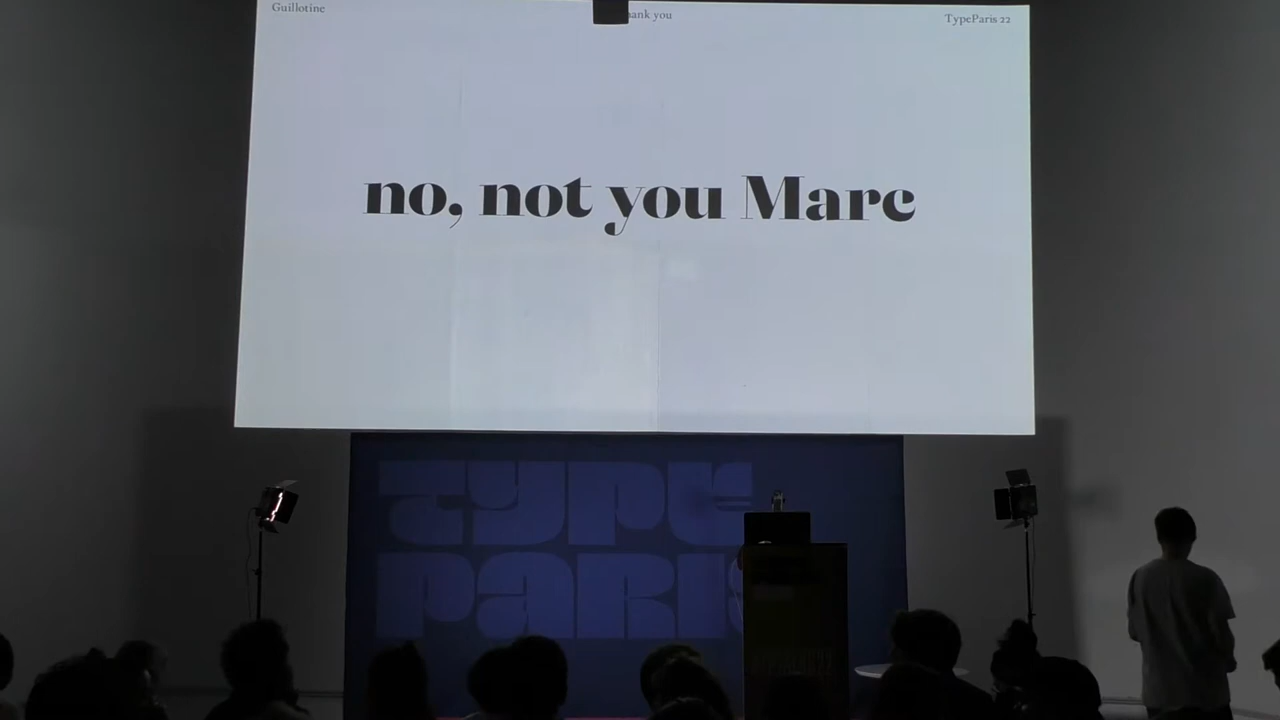 Guillotine
ank you
TypeParis 22
no, not you Marc
TYPE
PARIS